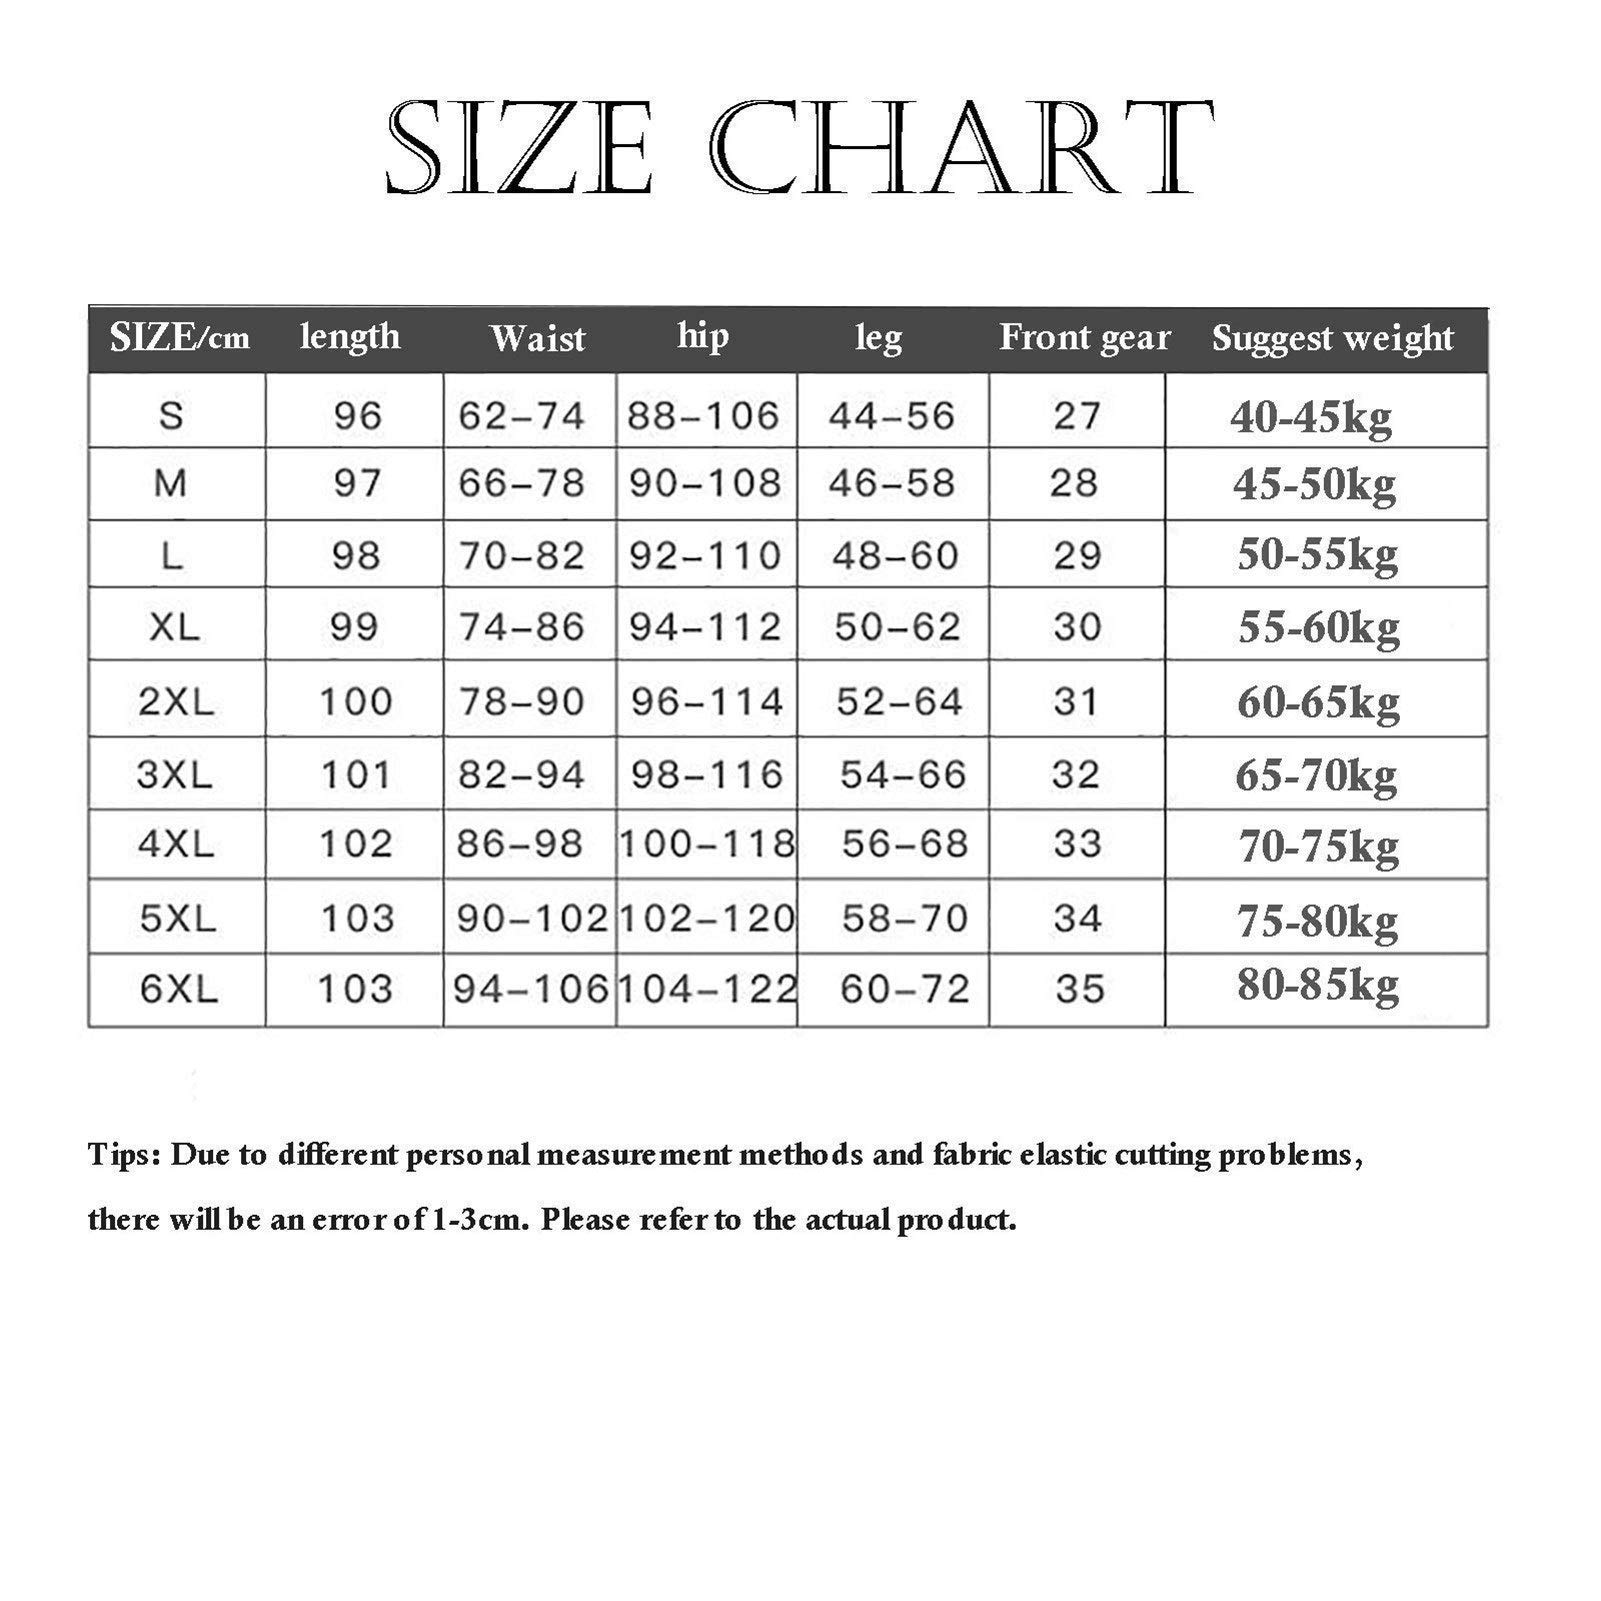 SIZE CHART
SIZE/cm length Waist hip leg Front gear Suggest weight
S 96 62–74 88–106 44–56 27 40-45kg
M 97 66–78 90–108 46–58 28 45-50kg
L 98 70–82 92–110 48–60 29 50-55kg
XL 99 74–86 94–112 50–62 30 55-60kg
2XL 100 78–90 96–114 52–64 31 60-65kg
3XL 101 82–94 98–116 54–66 32 65-70kg
4XL 102 86–98 100–118 56–68 33 70-75kg
5XL 103 90–102 102–120 58–70 34 75-80kg
6XL 103 94–106 104–122 60–72 35 80-85kg
Tips: Due to different personal measurement methods and fabric elastic cutting problems,
there will be an error of 1-3cm. Please refer to the actual product.